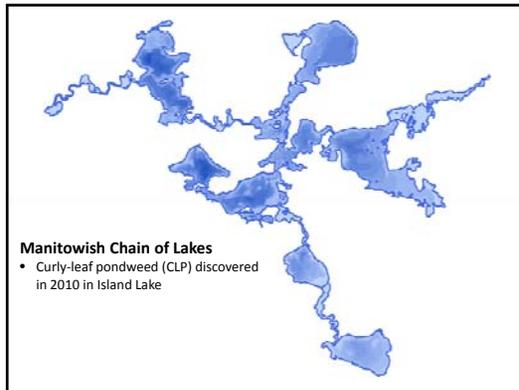 Manitowish Chain of Lakes
• Curly-leaf pondweed (CLP) discovered
in 2010 in Island Lake